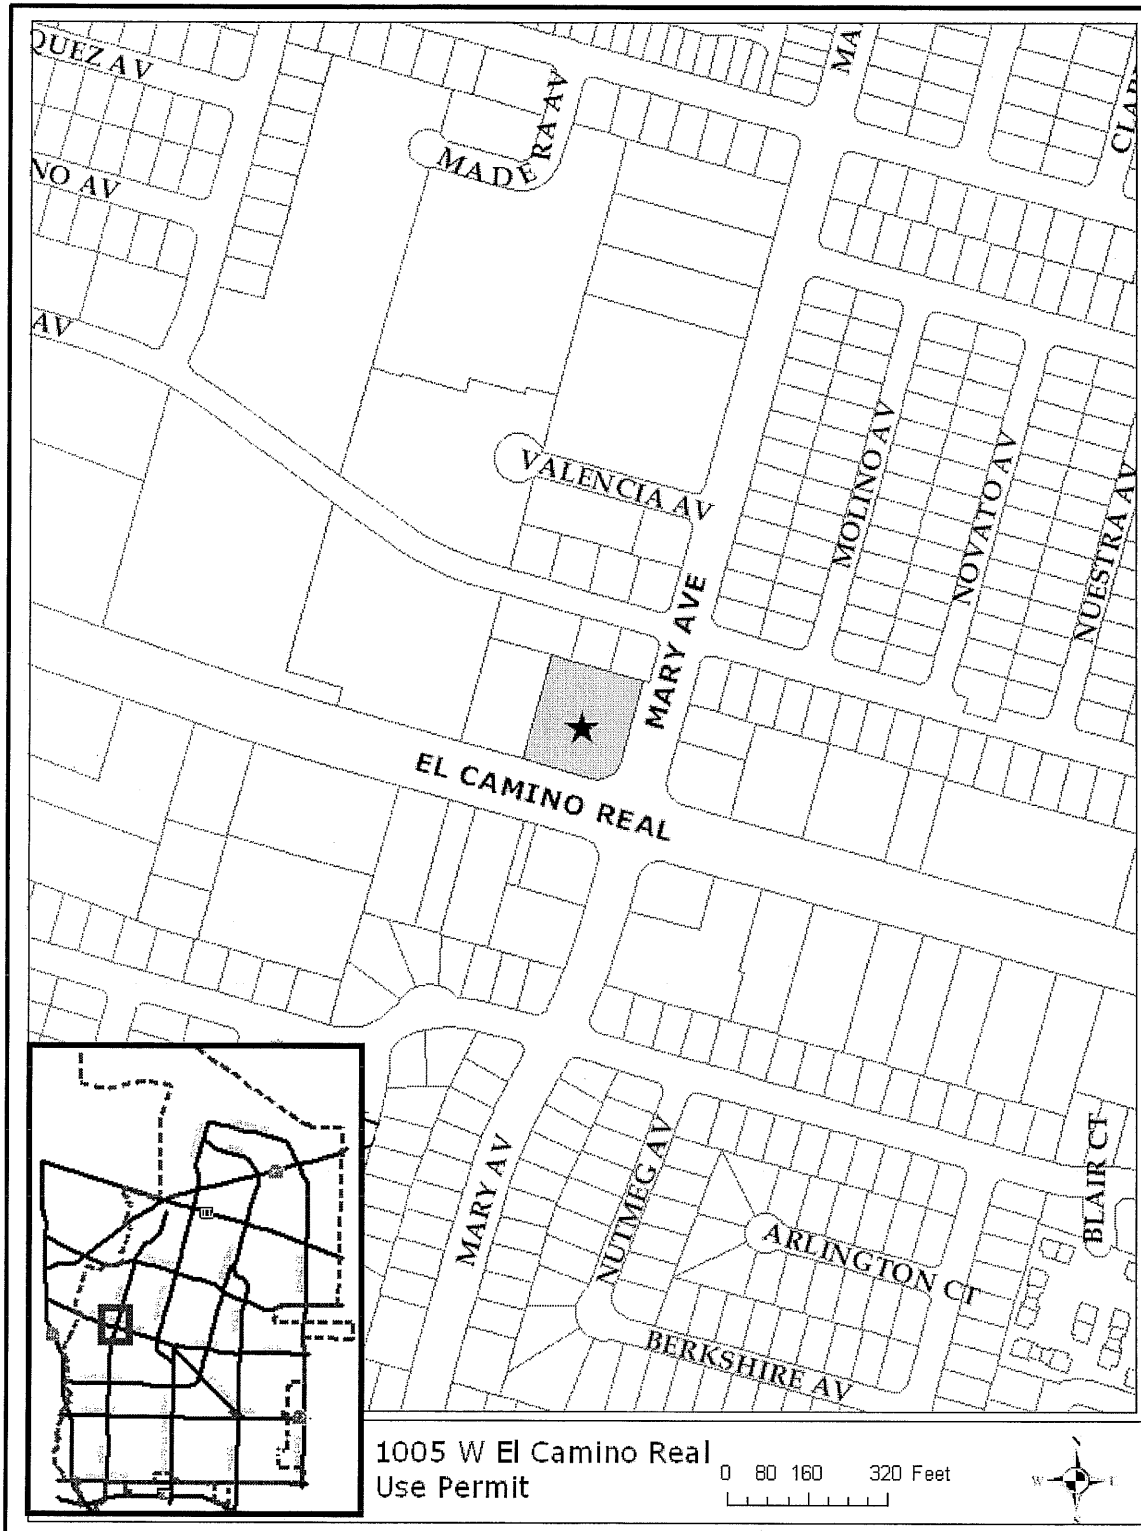 QUEZ AV
NO AV
AV
MADERA AV
MA
VALENCIA AV
MOLINO AV
NOVATO AV
NUESTRA AV
MARY AVE
EL CAMINO REAL
MARY AV
NUTMEG AV
BLAIR CT
ARLINGTON CT
BERKSHIRE AV
1005 W El Camino Real
Use Permit
0 80 160 320 Feet
W